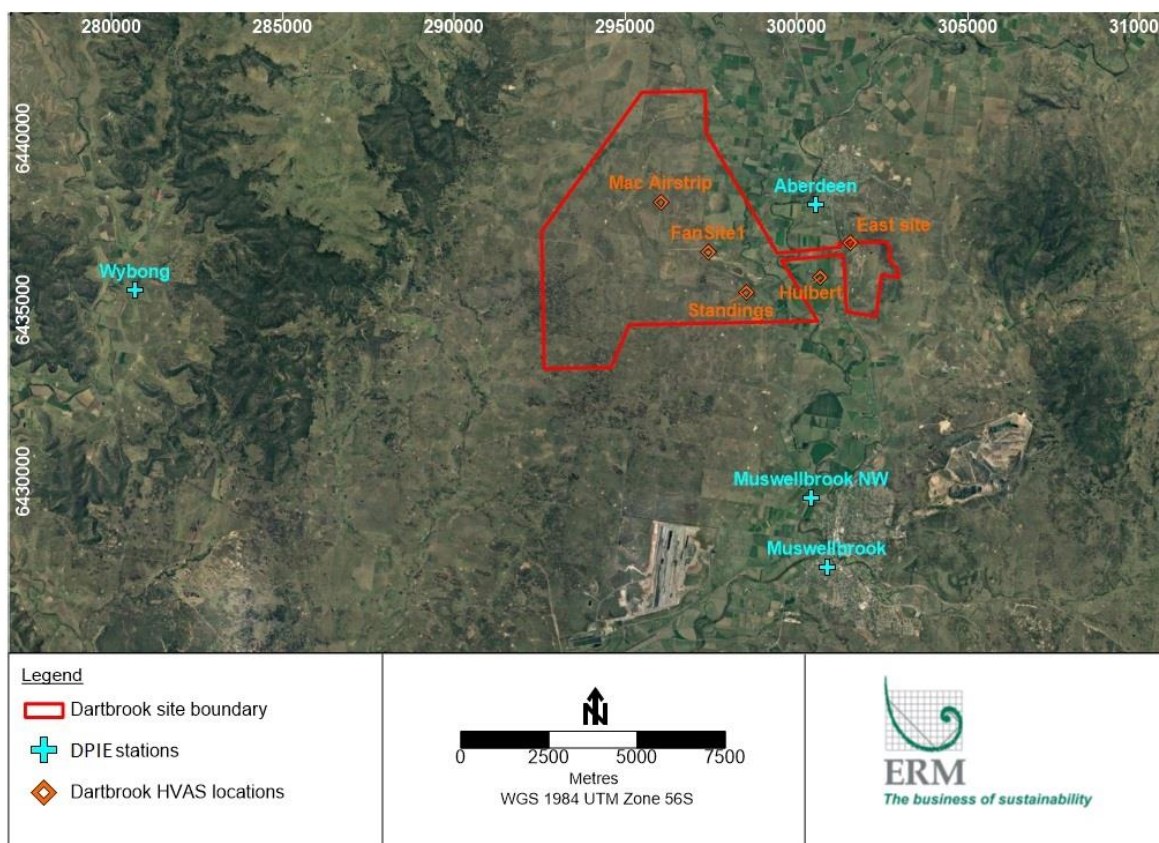 280000 285000 290000 295000 300000 305000 31000
6440000
6435000
6430000
Mac Airstrip
Aberdeen
FanSite1
East site
Wybong
Hulbert
Standings
Muswellbrook NW
Muswellbrook
Legend
Dartbrook site boundary
DPIE stations
Dartbrook HVAS locations
N
0 2500 5000 7500
Metres
WGS 1984 UTM Zone 56S
ERM
The business of sustainability